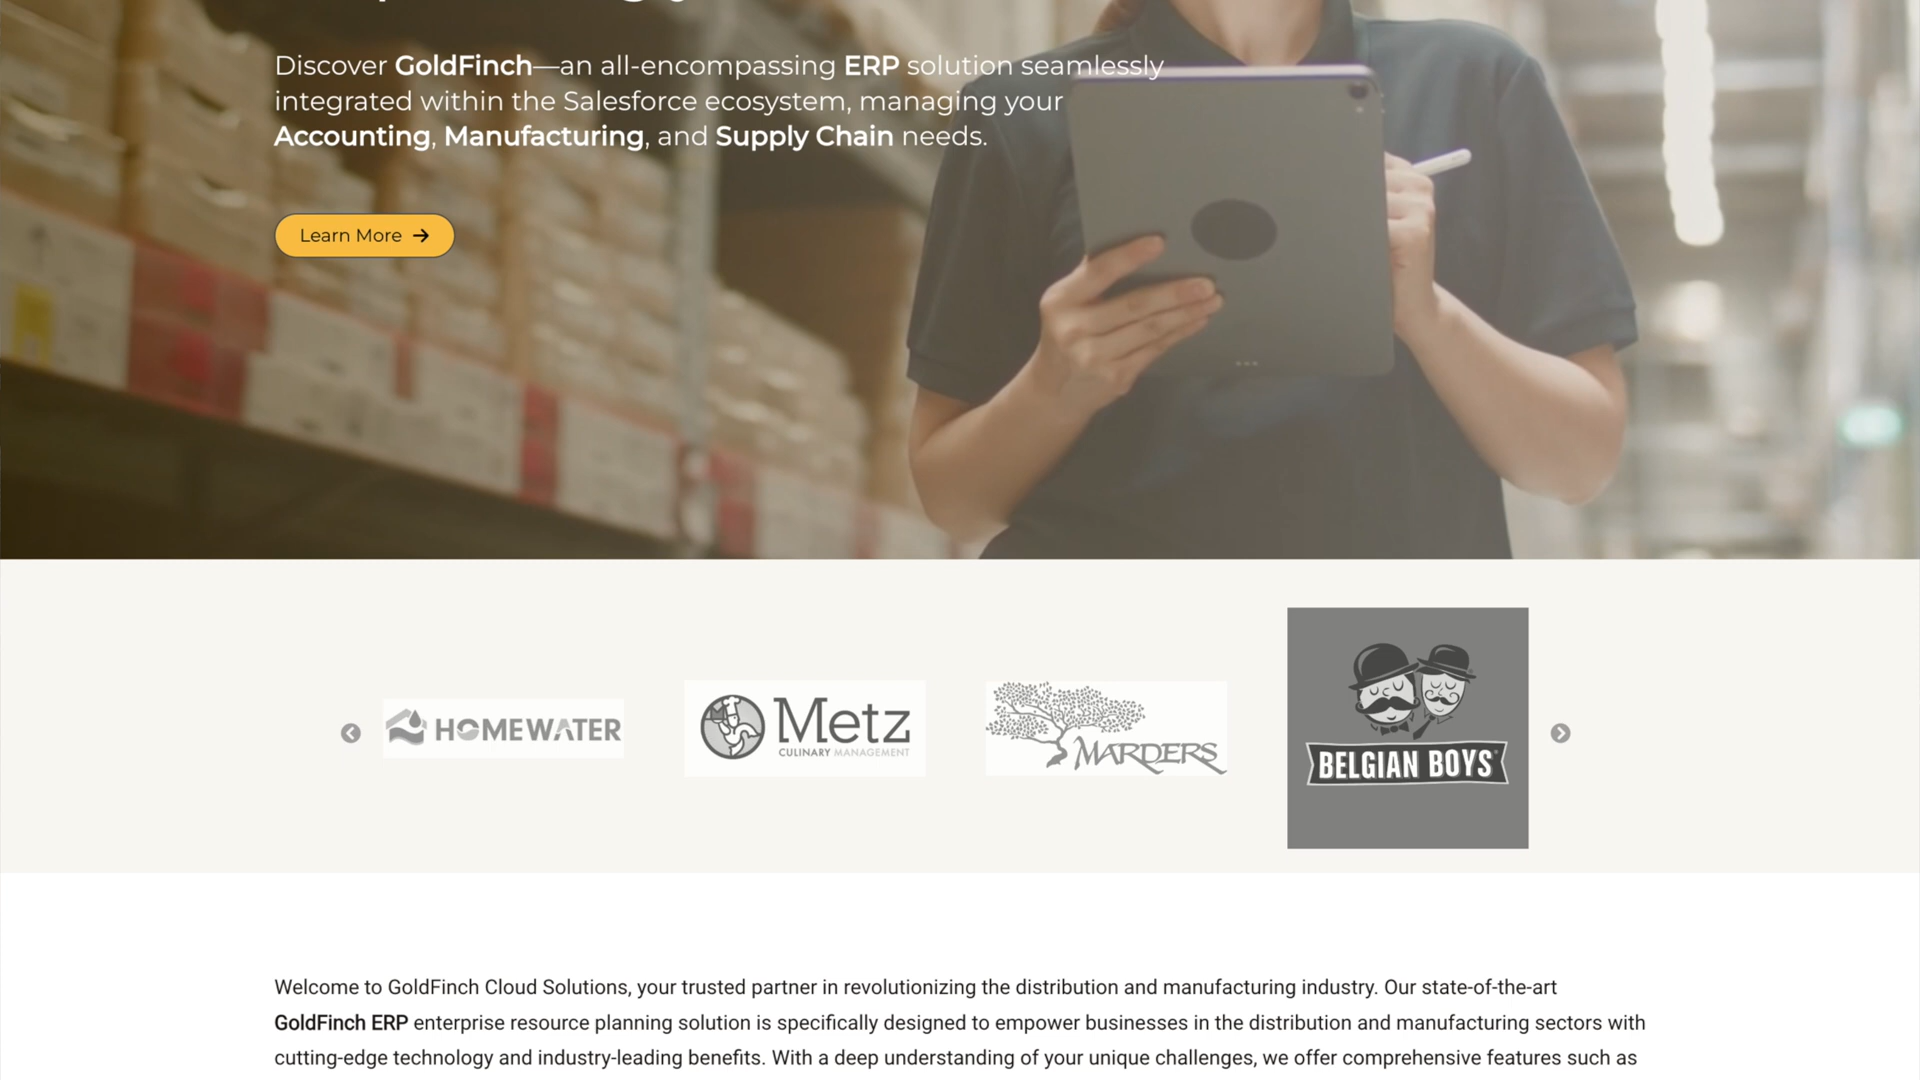 Discover GoldFinch—an all-encompassing ERP solution seamlessly
integrated within the Salesforce ecosystem, managing your
Accounting, Manufacturing, and Supply Chain needs.
Learn More
HOMEWATER
Metz
CULINARY MANAGEMENT
MARDERS
BELGIAN BOYS
Welcome to GoldFinch Cloud Solutions, your trusted partner in revolutionizing the distribution and manufacturing industry. Our state-of-the-art
GoldFinch ERP enterprise resource planning solution is specifically designed to empower businesses in the distribution and manufacturing sectors with
cutting-edge technology and industry-leading benefits. With a deep understanding of your unique challenges, we offer comprehensive features such as